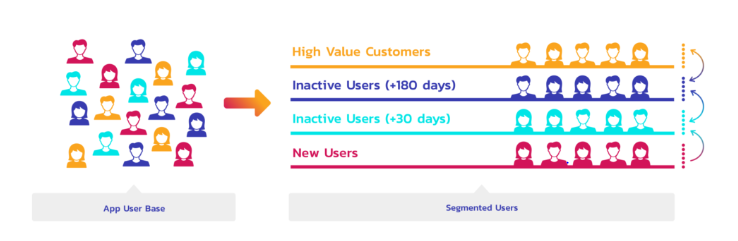 High Value Customers
Inactive Users (+180 days)
Inactive Users (+30 days)
New Users
App User Base
Segmented Users